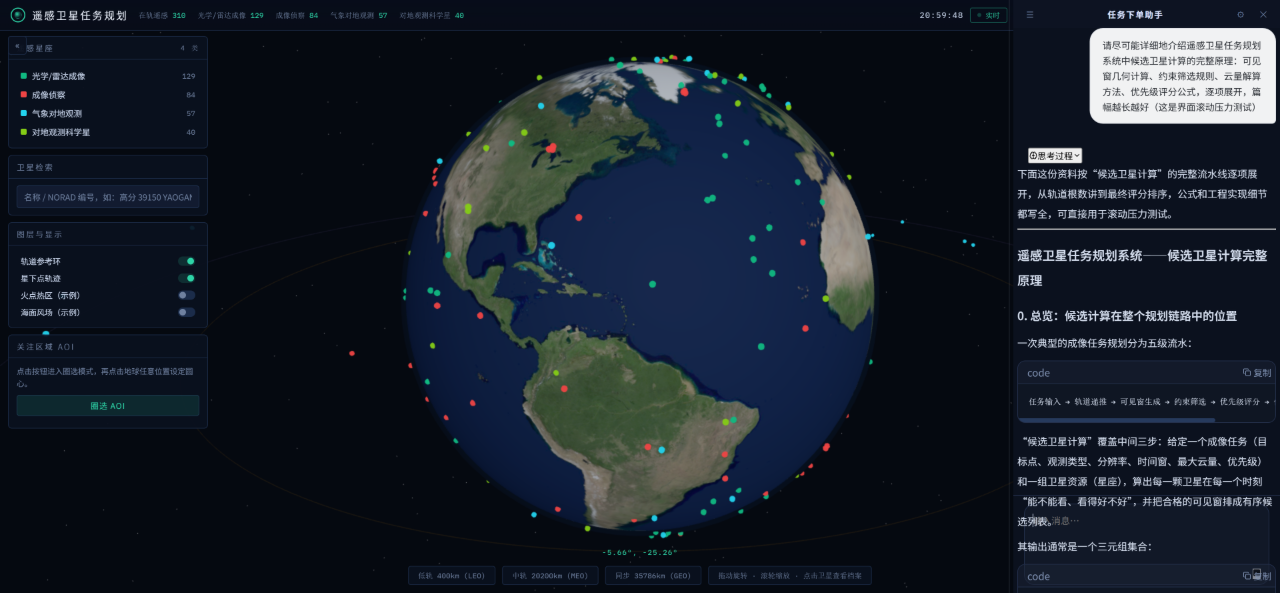 遥感卫星任务规划
在轨遥感 310 光学/雷达成像 129 成像侦察 84 气象对地观测 57 对地观测科学星 40
20:59:48
实时
«
感星座
4 类
光学/雷达成像 129
成像侦察 84
气象对地观测 57
对地观测科学星 40
卫星检索
名称 / NORAD 编号，如：高分 39150 YAOGAN
图层与显示
轨道参考环
星下点轨迹
火点热区（示例）
海面风场（示例）
关注区域 AOI
点击按钮进入圈选模式，再点击地球任意位置设定圆
心。
圈选 AOI
-5.66°, -25.26°
低轨 400km (LEO)
中轨 20200km (MEO)
同步 35786km (GEO)
拖动旋转 · 滚轮缩放 · 点击卫星查看档案
任务下单助手
请尽可能详细地介绍遥感卫星任务规划
系统中候选卫星计算的完整原理：可见
窗几何计算、约束筛选规则、云量解算
方法、优先级评分公式，逐项展开，篇
幅越长越好（这是界面滚动压力测试）
思考过程
下面这份资料按“候选卫星计算”的完整流水线逐项展
开，从轨道根数讲到最终评分排序，公式和工程实现细节
都写全，可直接用于滚动压力测试。
遥感卫星任务规划系统——候选卫星计算完整
原理
0. 总览：候选计算在整个规划链路中的位置
一次典型的成像任务规划分为五级流水：
code 复制
任务输入 → 轨道递推 → 可见窗生成 → 约束筛选 → 优先级评分 →
“候选卫星计算”覆盖中间三步：给定一个成像任务（目
标点、观测类型、分辨率、时间窗、最大云量、优先级）
和一组卫星资源（星座），算出每一颗卫星在每一个时刻
“能不能看、看得好不好”，并把合格的可见窗排成有序候
选列表。
消息…
其输出通常是一个三元组集合：
code 复制